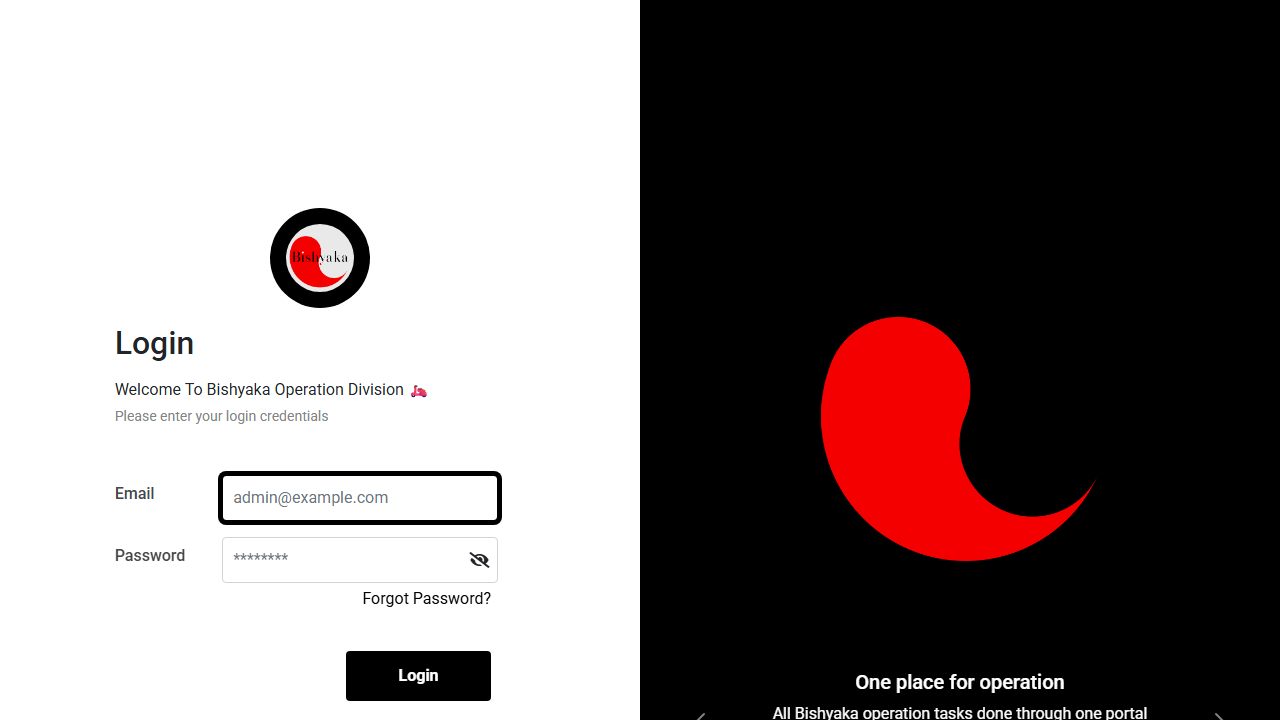 Bishyaka
Login
Welcome To Bishyaka Operation Division 🛵
Please enter your login credentials
Email
admin@example.com
Password
********
Forgot Password?
Login
One place for operation
All Bishyaka operation tasks done through one portal